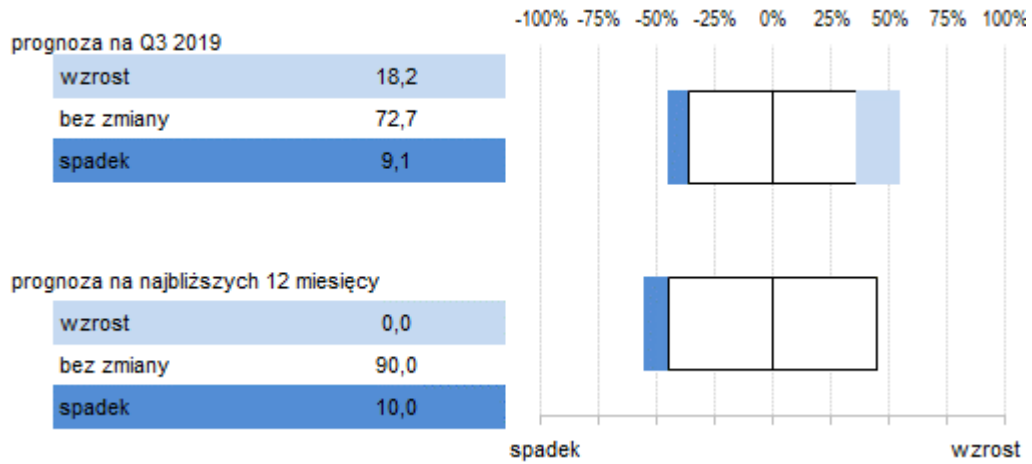 -100% -75% -50% -25% 0% 25% 50% 75% 100%
prognoza na Q3 2019
wzrost 18,2
bez zmiany 72,7
spadek 9,1
prognoza na najbliższych 12 miesięcy
wzrost 0,0
bez zmiany 90,0
spadek 10,0
spadek wzrost